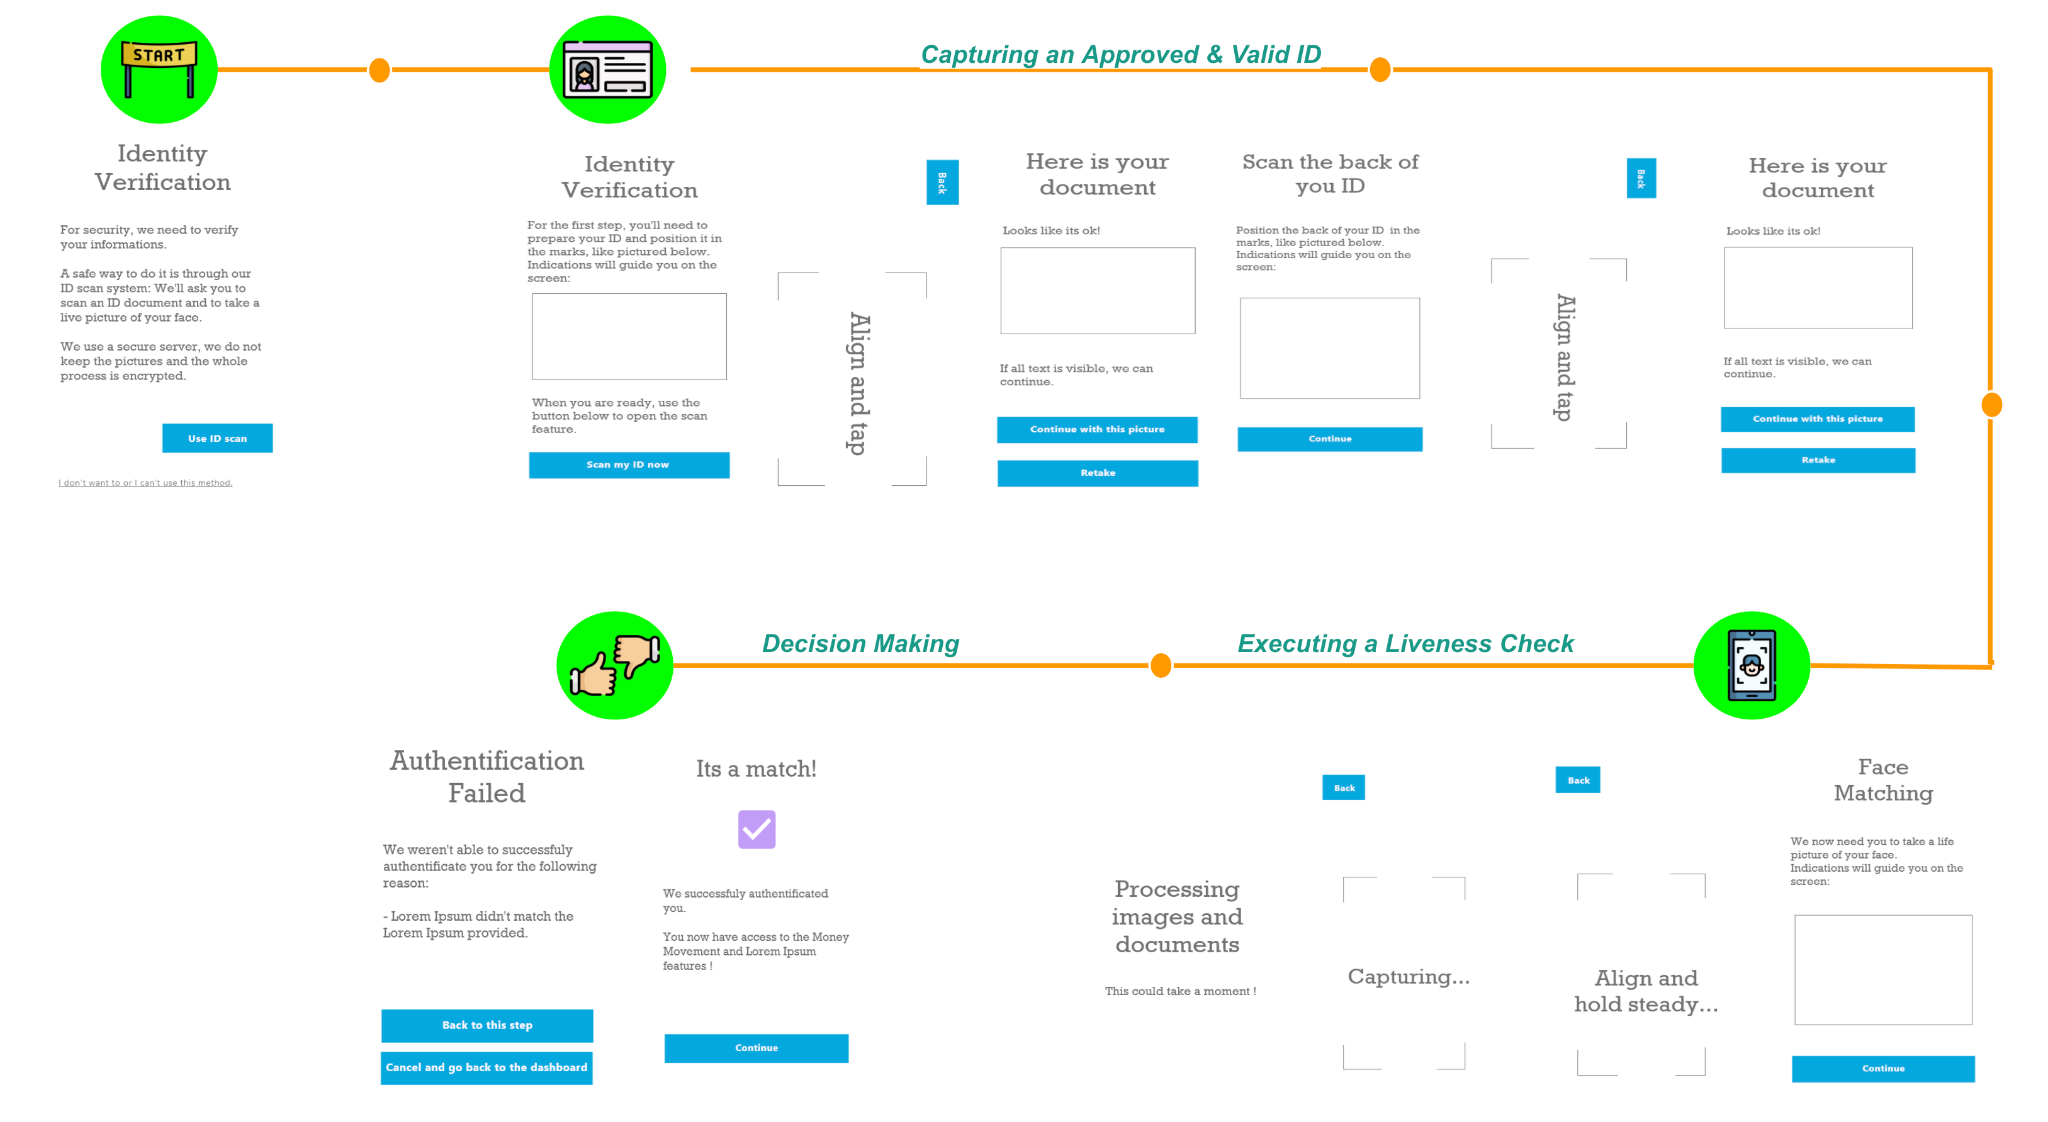 START
Capturing an Approved & Valid ID
Identity
Verification
For security, we need to verify
your informations.
A safe way to do it is through our
ID scan system: We'll ask you to
scan an ID document and to take a
live picture of your face.
We use a secure server, we do not
keep the pictures and the whole
process is encrypted.
Use ID scan
I don't want to or I can't use this method.
Identity
Verification
For the first step, you'll need to
prepare your ID and position it in
the marks, like pictured below.
Indications will guide you on the
screen:
When you are ready, use the
button below to open the scan
feature.
Scan my ID now
Back
Align and tap
Here is your
document
Looks like its ok!
If all text is visible, we can
continue.
Continue with this picture
Retake
Scan the back of
you ID
Position the back of your ID in the
marks, like pictured below.
Indications will guide you on the
screen:
Continue
Back
Align and tap
Here is your
document
Looks like its ok!
If all text is visible, we can
continue.
Continue with this picture
Retake
Decision Making
Executing a Liveness Check
Authentification
Failed
We weren't able to successfuly
authentificate you for the following
reason:
- Lorem Ipsum didn't match the
Lorem Ipsum provided.
Back to this step
Cancel and go back to the dashboard
Its a match!
We successfuly authentificated
you.
You now have access to the Money
Movement and Lorem Ipsum
features !
Continue
Processing
images and
documents
This could take a moment !
Back
Capturing...
Back
Align and
hold steady...
Face
Matching
We now need you to take a life
picture of your face.
Indications will guide you on the
screen:
Continue